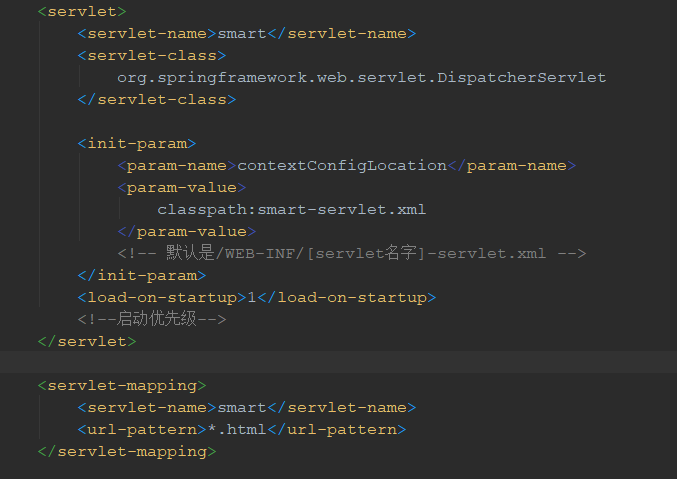 <servlet>
<servlet-name>smart</servlet-name>
<servlet-class>
org.springframework.web.servlet.DispatcherServlet
</servlet-class>
<init-param>
<param-name>contextConfigLocation</param-name>
<param-value>
classpath:smart-servlet.xml
</param-value>
<!-- 默认是/WEB-INF/[servlet名字]-servlet.xml -->
</init-param>
<load-on-startup>1</load-on-startup>
<!--启动优先级-->
</servlet>
<servlet-mapping>
<servlet-name>smart</servlet-name>
<url-pattern>*.html</url-pattern>
</servlet-mapping>